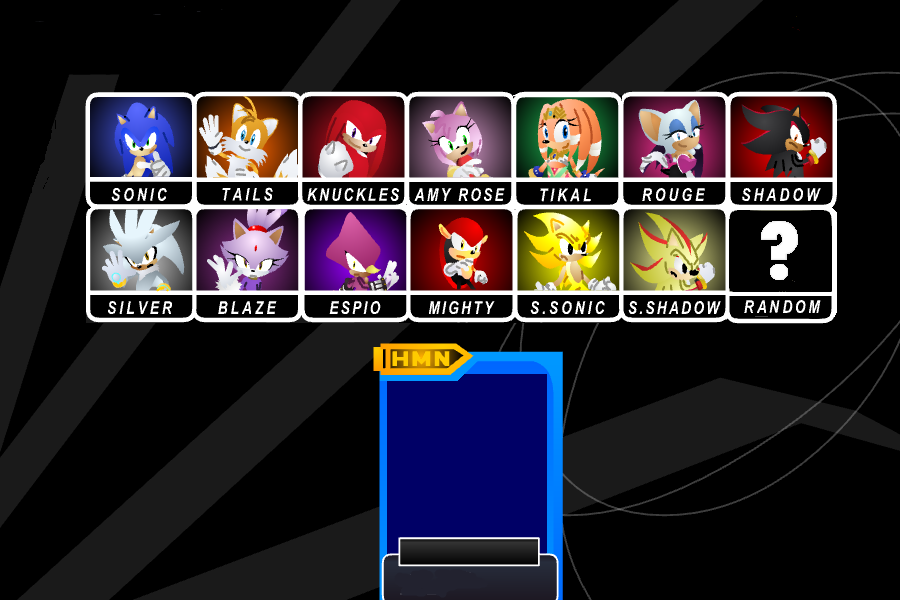 SONIC TAILS KNUCKLES AMY ROSE TIKAL ROUGE SHADOW
SILVER BLAZE ESPIO MIGHTY S.SONIC S.SHADOW RANDOM
?
HMN